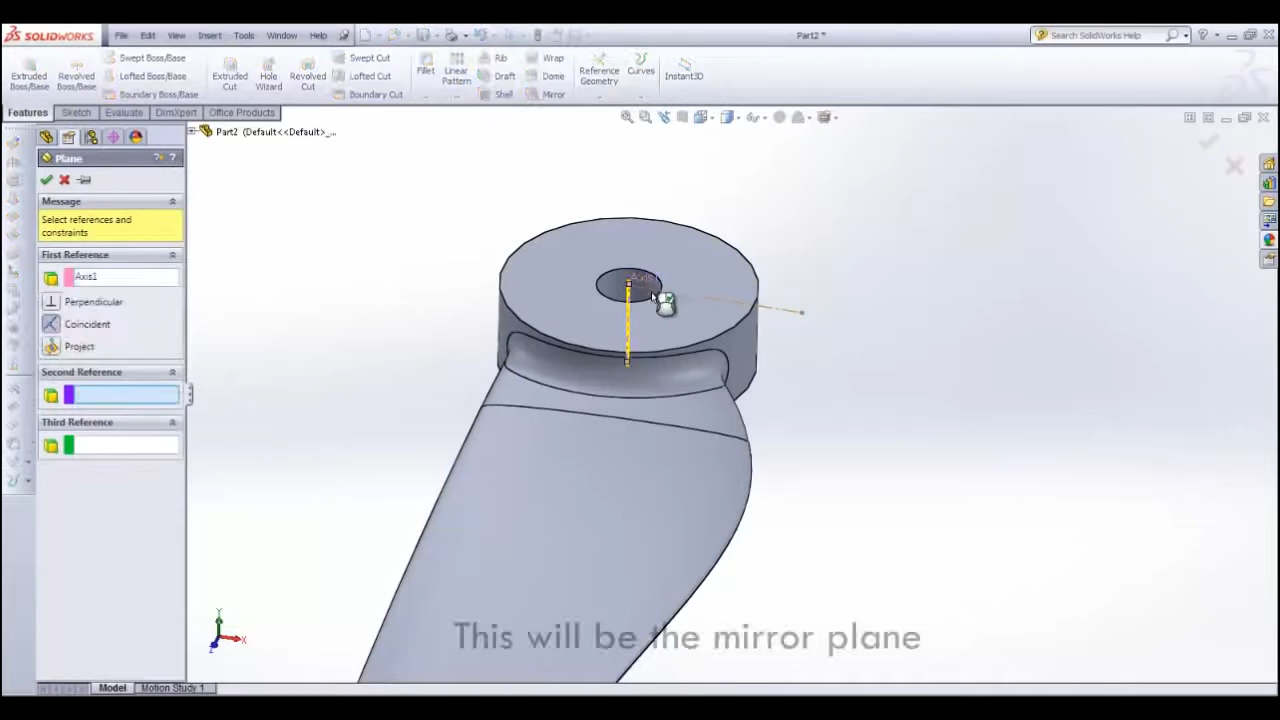 SOLIDWORKS File Edit View Insert Tools Window Help Part2 * Search SolidWorks Help
Extruded Boss/Base
Revolved Boss/Base
Swept Boss/Base
Lofted Boss/Base
Boundary Boss/Base
Extruded Cut
Hole Wizard
Revolved Cut
Swept Cut
Lofted Cut
Boundary Cut
Fillet
Linear Pattern
Rib
Draft
Shell
Wrap
Dome
Mirror
Reference Geometry
Curves
Instant3D
Features Sketch Evaluate DimXpert Office Products
Part2 (Default<<Default>_...
Plane
Message
Select references and
constraints
First Reference
Axis1
Perpendicular
Coincident
Project
Second Reference
Third Reference
Y
X
Z
This will be the mirror plane
Model Motion Study 1